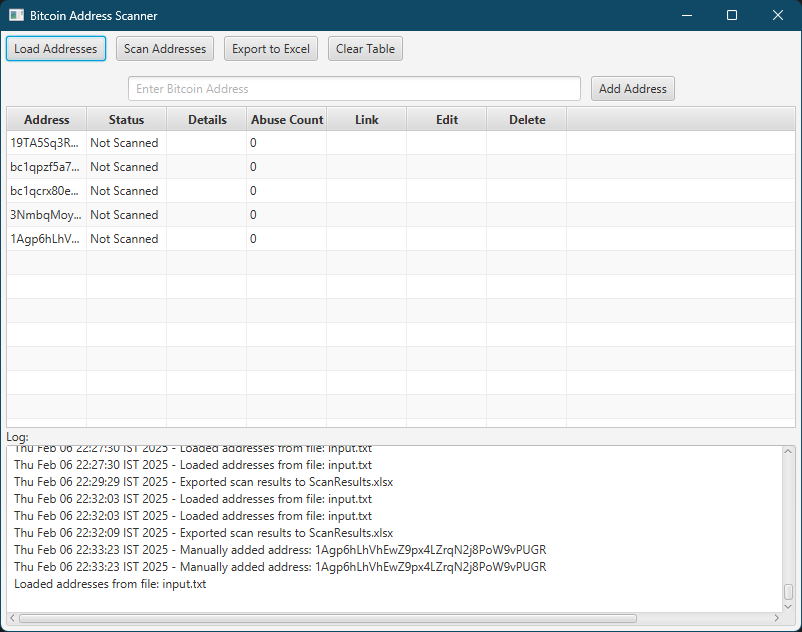 Bitcoin Address Scanner
Load Addresses Scan Addresses Export to Excel Clear Table
Enter Bitcoin Address Add Address
Address Status Details Abuse Count Link Edit Delete
19TA5Sq3R... Not Scanned 0
bc1qpzf5a7... Not Scanned 0
bc1qcrx80e... Not Scanned 0
3NmbqMoy... Not Scanned 0
1Agp6hLhV... Not Scanned 0
Log:
Thu Feb 06 22:27:30 IST 2025 - Loaded addresses from file: input.txt
Thu Feb 06 22:27:30 IST 2025 - Loaded addresses from file: input.txt
Thu Feb 06 22:29:29 IST 2025 - Exported scan results to ScanResults.xlsx
Thu Feb 06 22:32:03 IST 2025 - Loaded addresses from file: input.txt
Thu Feb 06 22:32:03 IST 2025 - Loaded addresses from file: input.txt
Thu Feb 06 22:32:09 IST 2025 - Exported scan results to ScanResults.xlsx
Thu Feb 06 22:33:23 IST 2025 - Manually added address: 1Agp6hLhVhEwZ9px4LZrqN2j8PoW9vPUGR
Thu Feb 06 22:33:23 IST 2025 - Manually added address: 1Agp6hLhVhEwZ9px4LZrqN2j8PoW9vPUGR
Loaded addresses from file: input.txt